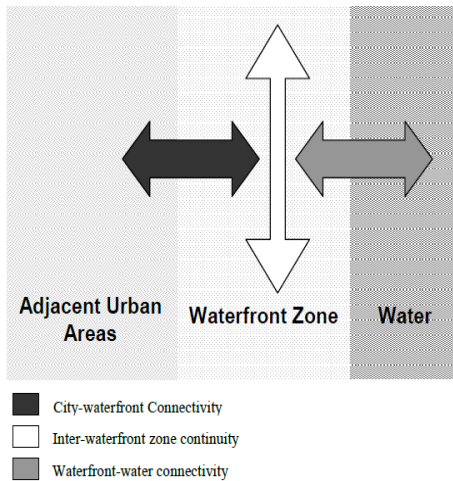 Adjacent Urban
Areas
Waterfront Zone
Water
City-waterfront Connectivity
Inter-waterfront zone continuity
Waterfront-water connectivity